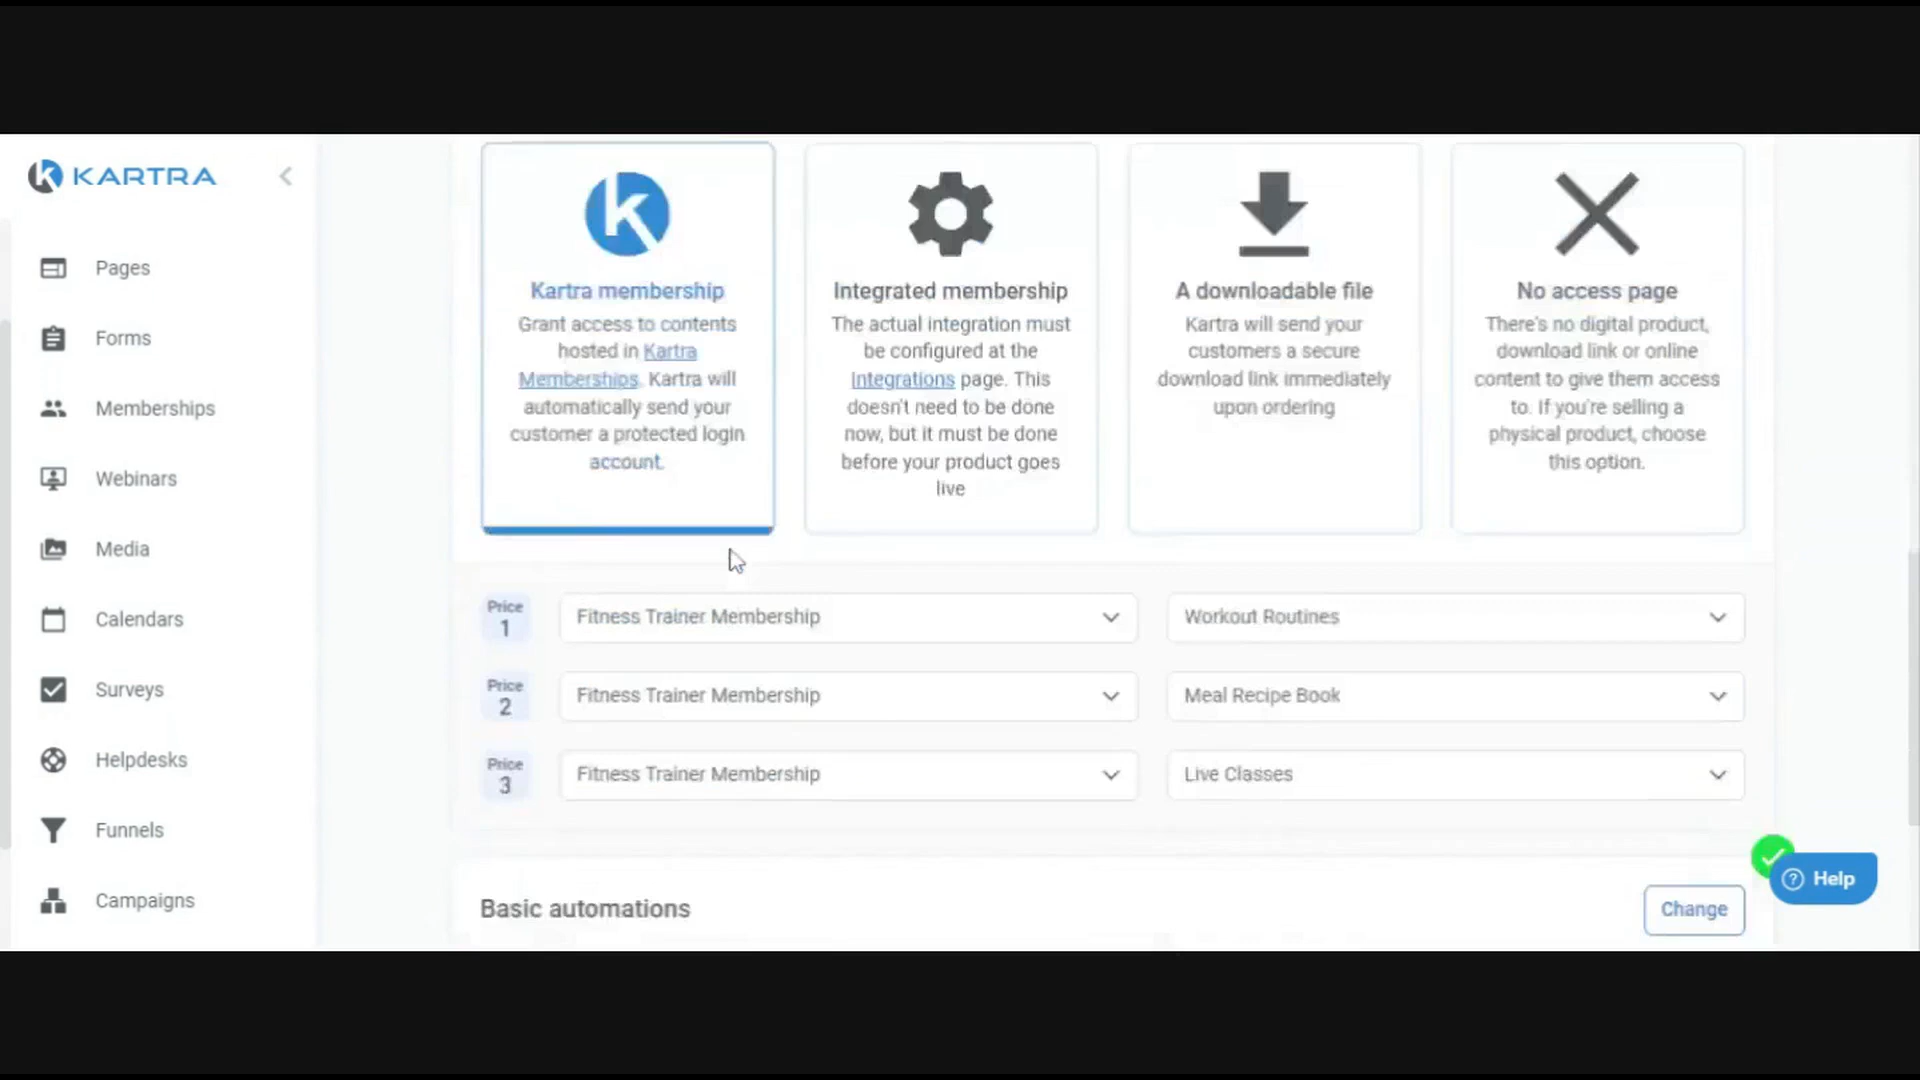 KARTRA
Pages
Forms
Memberships
Webinars
Media
Calendars
Surveys
Helpdesks
Funnels
Campaigns
Kartra membership
Grant access to contents
hosted in Kartra
Memberships. Kartra will
automatically send your
customer a protected login
account.
Integrated membership
The actual integration must
be configured at the
Integrations page. This
doesn't need to be done
now, but it must be done
before your product goes
live
A downloadable file
Kartra will send your
customers a secure
download link immediately
upon ordering
No access page
There's no digital product,
download link or online
content to give them access
to. If you're selling a
physical product, choose
this option.
Price
1
Fitness Trainer Membership
Workout Routines
Price
2
Fitness Trainer Membership
Meal Recipe Book
Price
3
Fitness Trainer Membership
Live Classes
Basic automations
Change
? Help